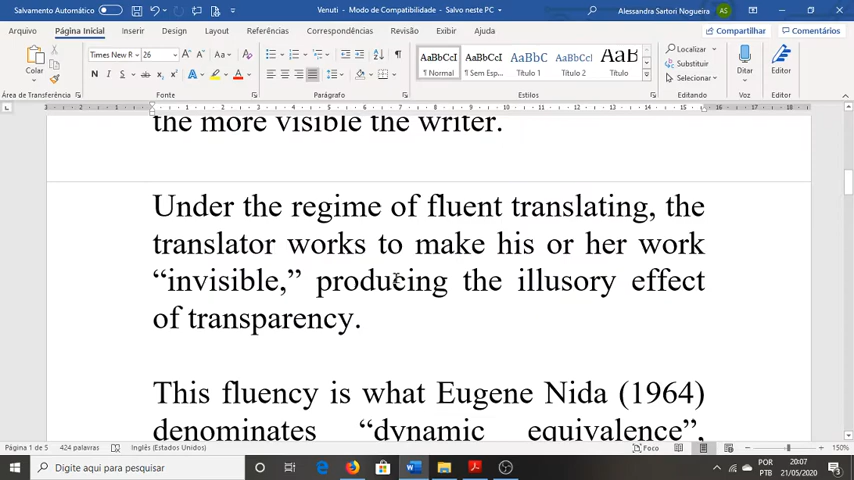 Salvamento Automático
Venuti - Modo de Compatibilidade - Salvo neste PC
Alessandra Sartori Nogueira
AS
Arquivo Página Inicial Inserir Design Layout Referências Correspondências Revisão Exibir Ajuda Compartilhar Comentários
Colar
Times New R 26
N I S
AaBbCcI AaBbCcI AaBbC AaBbCcI AaB
¶ Normal ¶ Sem Esp... Título 1 Título 2 Título
Localizar
Substituir
Selecionar
Ditar
Editor
Área de Transferência Fonte Parágrafo Estilos Editando Voz Editor
the more visible the writer.
Under the regime of fluent translating, the
translator works to make his or her work
“invisible,” producing the illusory effect
of transparency.
This fluency is what Eugene Nida (1964)
denominates “dynamic equivalence”,
Página 1 de 5 424 palavras Inglês (Estados Unidos) Foco 150%
Digite aqui para pesquisar
POR
PTB
20:07
21/05/2020